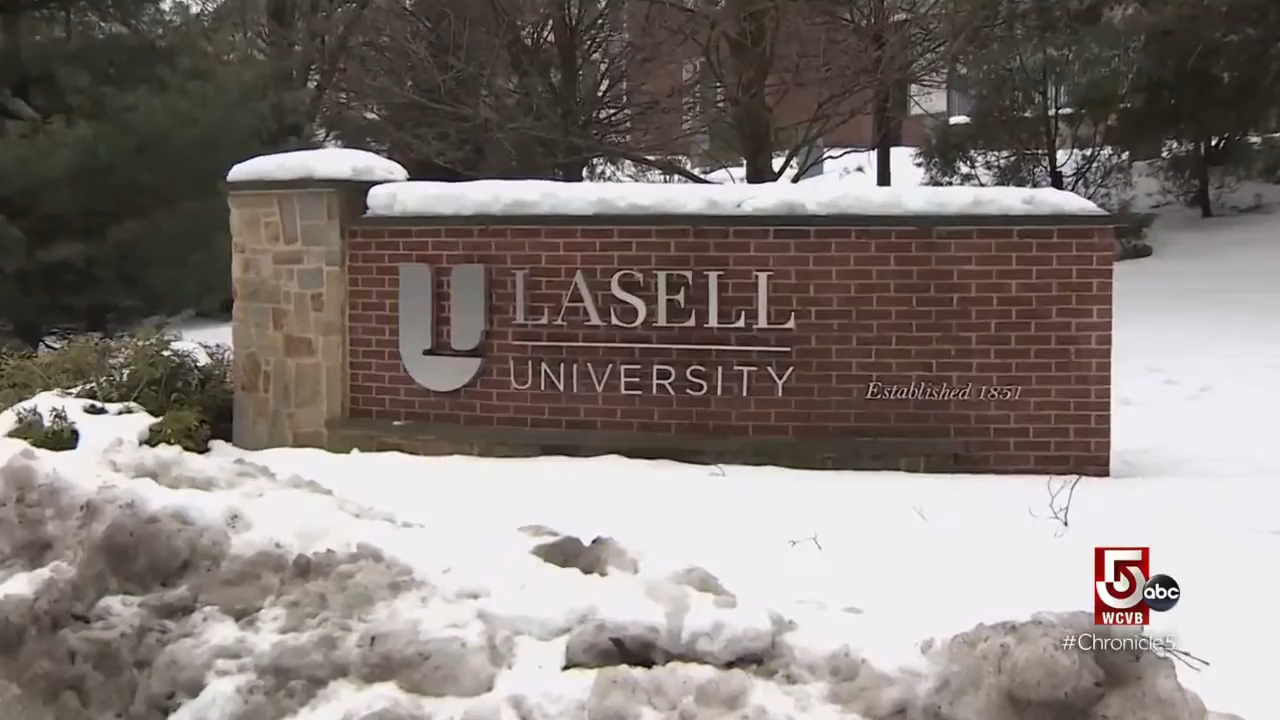 LASELL
UNIVERSITY
Established 1851
5
abc
WCVB
#Chronicle5